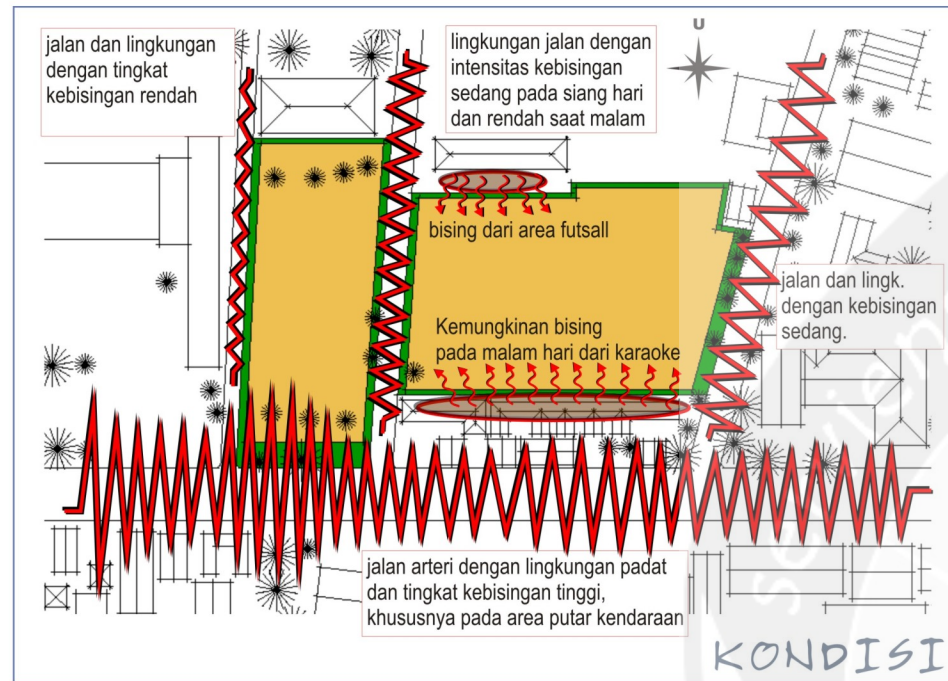 jalan dan lingkungan
dengan tingkat
kebisingan rendah
lingkungan jalan dengan
intensitas kebisingan
sedang pada siang hari
dan rendah saat malam
U
bising dari area futsall
jalan dan lingk.
dengan kebisingan
sedang.
Kemungkinan bising
pada malam hari dari karaoke
jalan arteri dengan lingkungan padat
dan tingkat kebisingan tinggi,
khususnya pada area putar kendaraan
KONDISI